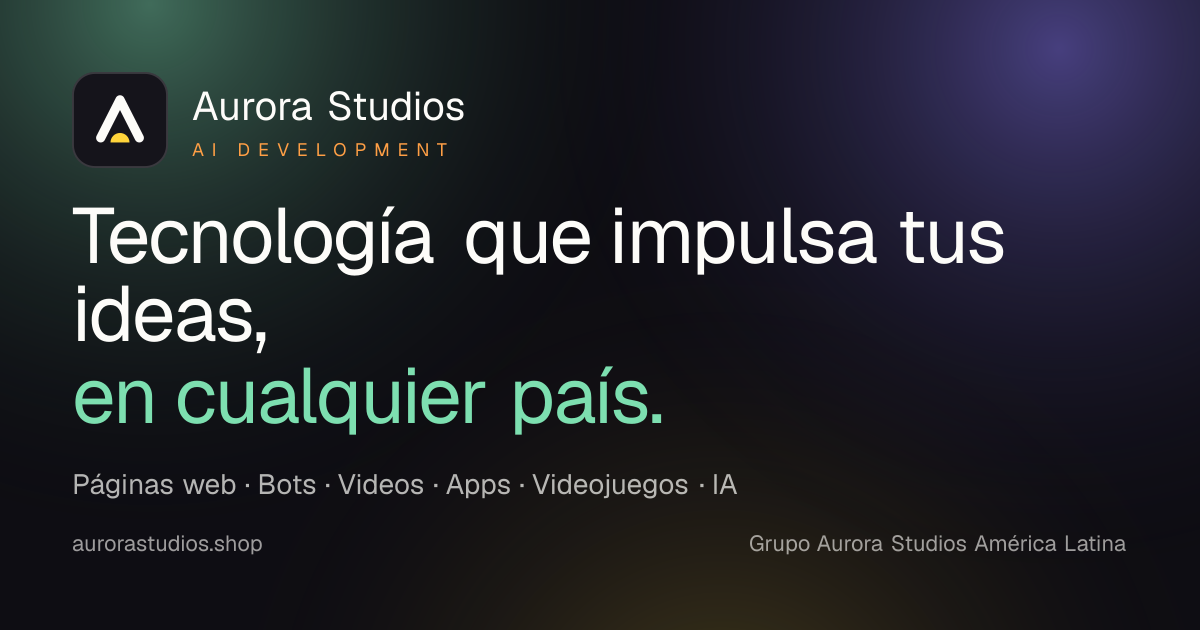 Aurora Studios
AI DEVELOPMENT
Tecnología que impulsa tus
ideas,
en cualquier país.
Páginas web · Bots · Videos · Apps · Videojuegos · IA
aurorastudios.shop
Grupo Aurora Studios América Latina